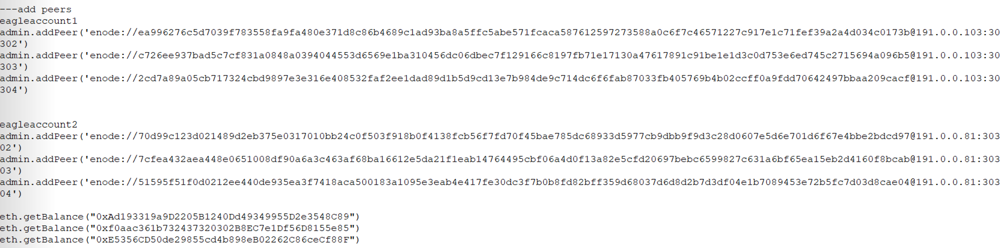 ---add peers
eagleaccount1
admin.addPeer('enode://ea996276c5d7039f783558fa9fa480e371d8c86b4689c1ad93ba8a5ffc5abe571fcaca587612597273588a0c6f7c46571227c917e1c71fef39a2a4d034c0173b@191.0.0.103:30
302')
admin.addPeer('enode://c726ee937bad5c7cf831a0848a0394044553d6569e1ba310456dc06dbec7f129166c8197fb71e17130a47617891c91be1e1d3c0d753e6ed745c2715694a096b5@191.0.0.103:30
303')
admin.addPeer('enode://2cd7a89a05cb717324cbd9897e3e316e408532faf2ee1dad89d1b5d9cd13e7b984de9c714dc6f6fab87033fb405769b4b02ccff0a9fdd70642497bbaa209cacf@191.0.0.103:30
304')
eagleaccount2
admin.addPeer('enode://70d99c123d021489d2eb375e0317010bb24c0f503f918b0f4138fcb56f7fd70f45bae785dc68933d5977cb9dbb9f9d3c28d0607e5d6e701d6f67e4bbe2bdcd97@191.0.0.81:303
02')
admin.addPeer('enode://7cfea432aea448e0651008df90a6a3c463af68ba16612e5da21f1eab14764495cbf06a4d0f13a82e5cfd20697bebc6599827c631a6bf65ea15eb2d4160f8bcab@191.0.0.81:303
03')
admin.addPeer('enode://51595f51f0d0212ee440de935ea3f7418aca500183a1095e3eab4e417fe30dc3f7b0b8fd82bff359d68037d6d8d2b7d3df04e1b7089453e72b5fc7d03d8cae04@191.0.0.81:303
04')
eth.getBalance("0xAd193319a9D2205B1240Dd49349955D2e3548C89")
eth.getBalance("0xf0aac361b732437320302B8EC7e1Df56D8155e85")
eth.getBalance("0xE5356CD50de29855cd4b898eB02262C86ceCf88F")